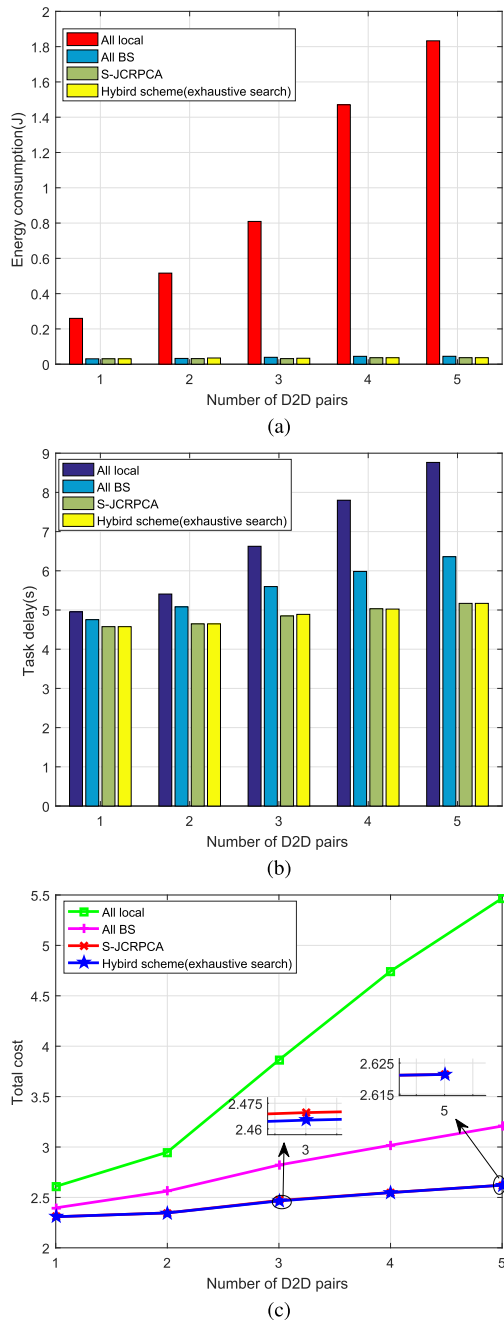 2
1.8
1.6
1.4
1.2
1
0.8
0.6
0.4
0.2
0
Energy consumption(J)
All local
All BS
S-JCRPCA
Hybird scheme(exhaustive search)
1 2 3 4 5
Number of D2D pairs
(a)
9
8
7
6
5
4
3
2
1
0
Task delay(s)
All local
All BS
S-JCRPCA
Hybird scheme(exhaustive search)
1 2 3 4 5
Number of D2D pairs
(b)
5.5
5
4.5
4
3.5
3
2.5
2
Total cost
All local
All BS
S-JCRPCA
Hybird scheme(exhaustive search)
2.475
2.46
3
2.625
2.615
5
1 2 3 4 5
Number of D2D pairs
(c)